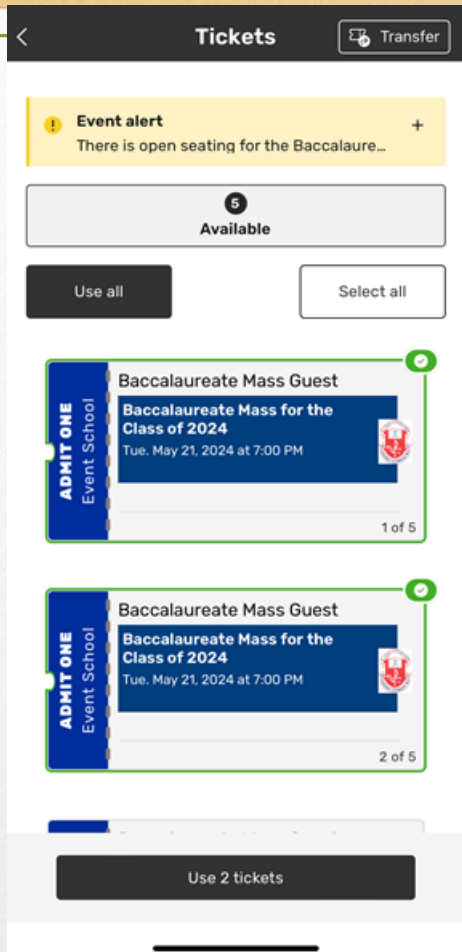 Tickets
Transfer
Event alert
There is open seating for the Baccalaure…
5
Available
Use all
Select all
ADMIT ONE
Event School
Baccalaureate Mass Guest
Baccalaureate Mass for the
Class of 2024
Tue. May 21, 2024 at 7:00 PM
1 of 5
ADMIT ONE
Event School
Baccalaureate Mass Guest
Baccalaureate Mass for the
Class of 2024
Tue. May 21, 2024 at 7:00 PM
2 of 5
Use 2 tickets